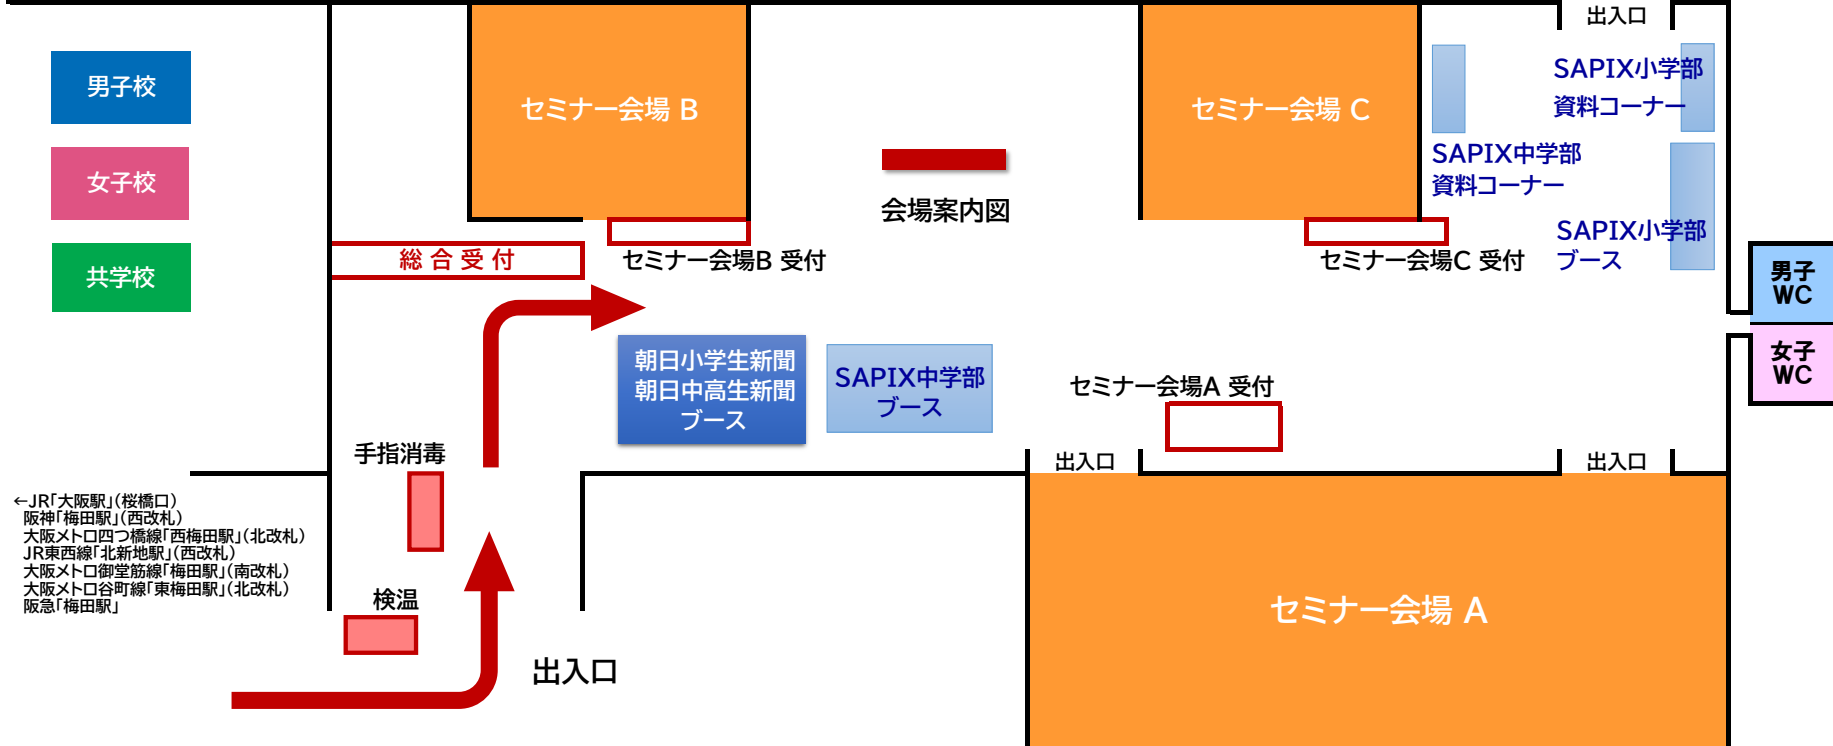 男子校
女子校
共学校
セミナー会場 B
会場案内図
セミナー会場 C
出入口
SAPIX小学部
資料コーナー
SAPIX中学部
資料コーナー
SAPIX小学部
ブース
男子
WC
女子
WC
総合受付
セミナー会場B 受付
セミナー会場C 受付
朝日小学生新聞
朝日中高生新聞
ブース
SAPIX中学部
ブース
セミナー会場A 受付
出入口
出入口
手指消毒
検温
←JR「大阪駅」(桜橋口)
阪神「梅田駅」(西改札)
大阪メトロ四つ橋線「西梅田駅」(北改札)
JR東西線「北新地駅」(西改札)
大阪メトロ御堂筋線「梅田駅」(南改札)
大阪メトロ谷町線「東梅田駅」(北改札)
阪急「梅田駅」
出入口
セミナー会場 A